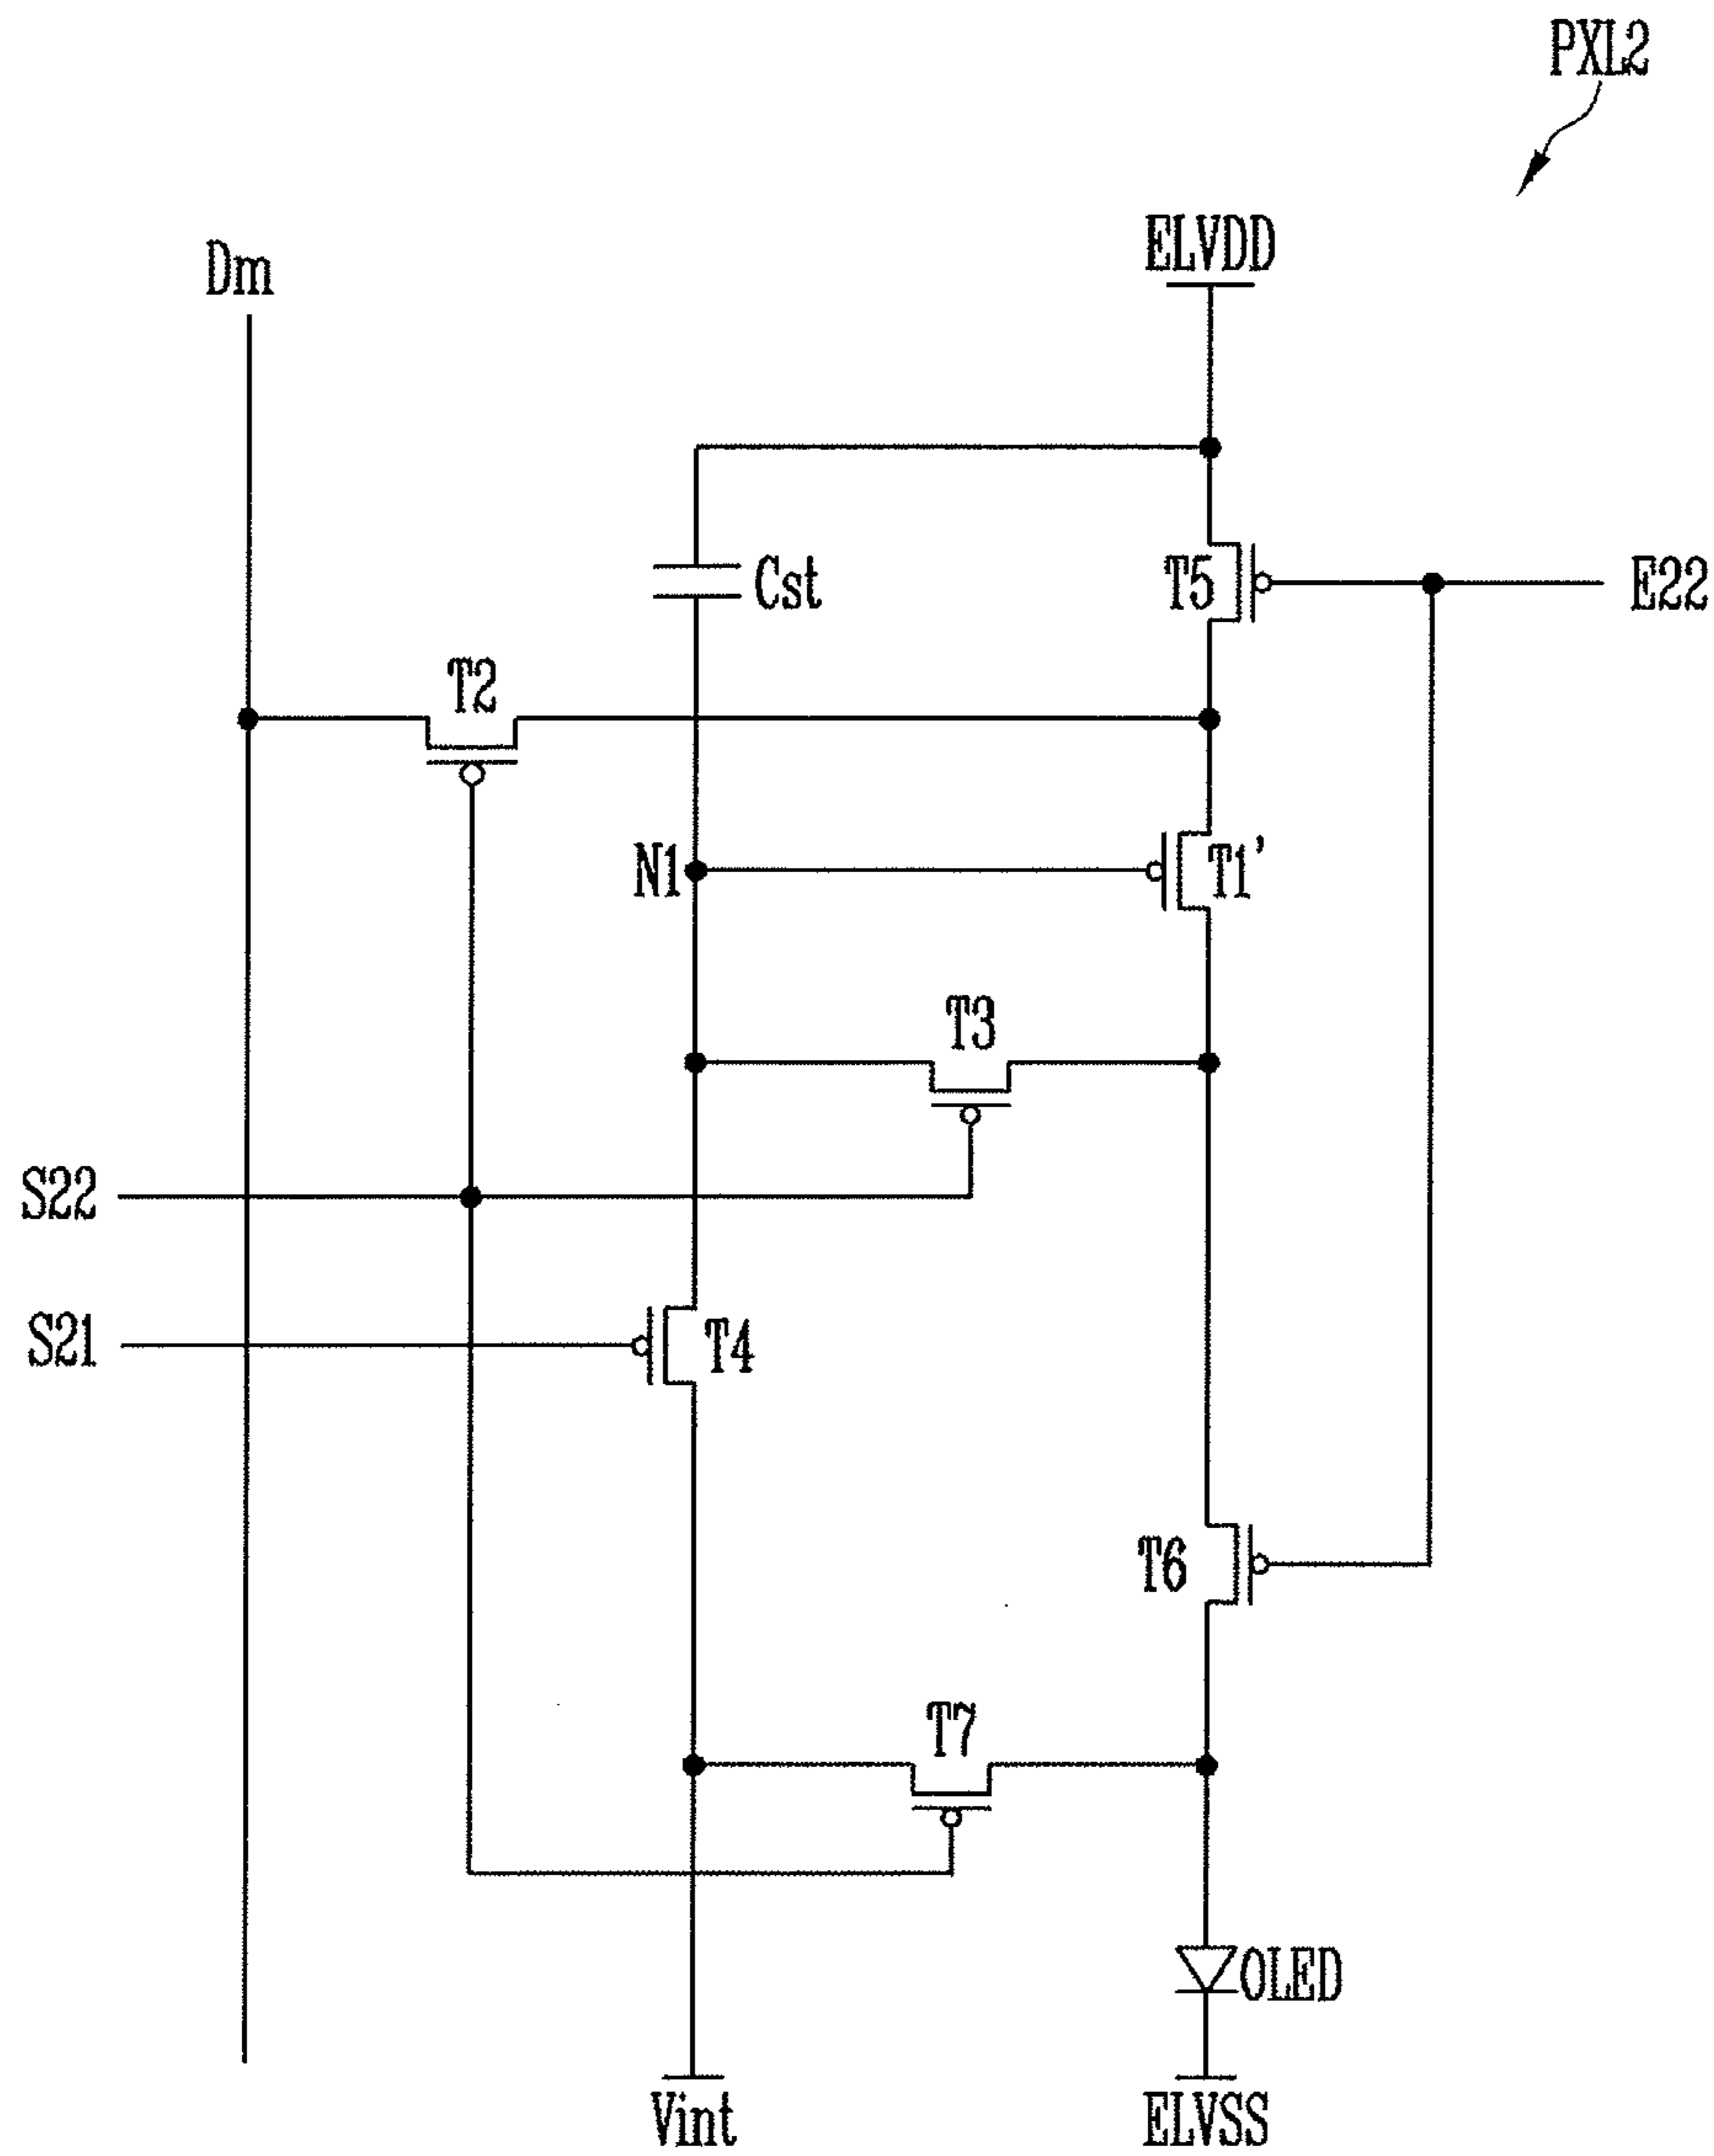 PXL2
ELVDD
Dm
Cst
T5
E22
T2
N1
T1'
T3
S22
S21
T4
T6
T7
OLED
Vint
ELVSS